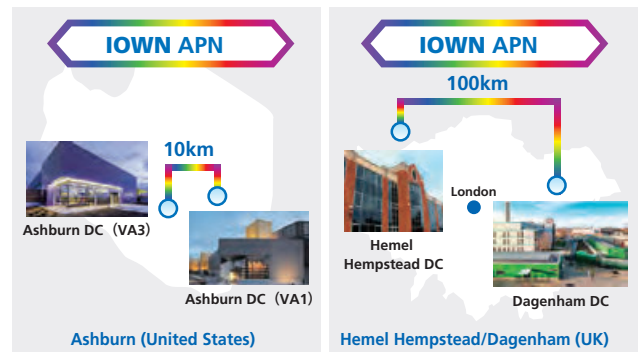 IOWN APN
10km
Ashburn DC（VA3）
Ashburn DC（VA1）
Ashburn (United States)
IOWN APN
100km
London
Hemel
Hempstead DC
Dagenham DC
Hemel Hempstead/Dagenham (UK)